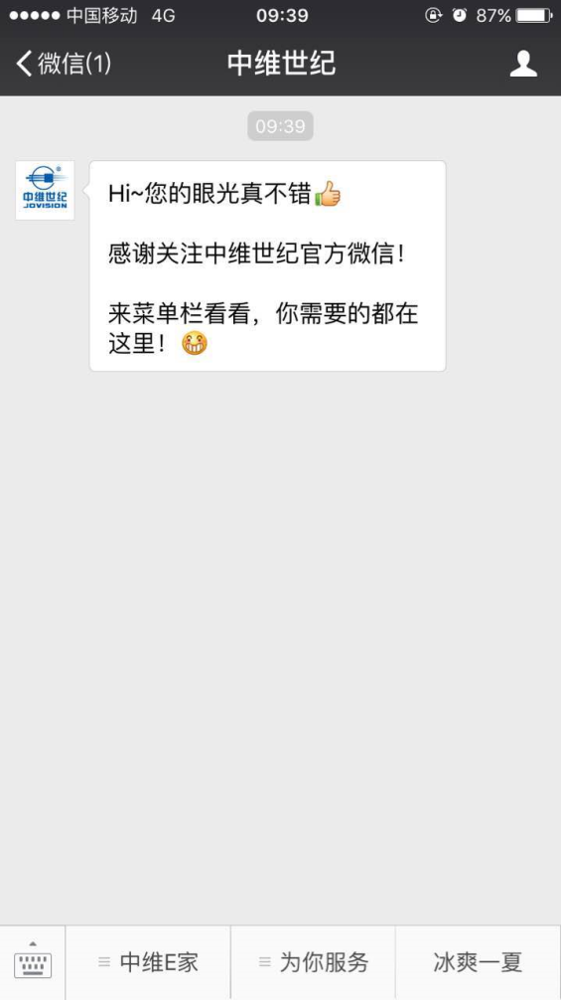 中国移动 4G 09:39 87%
微信(1) 中维世纪
09:39
中维世纪
JOVISION
Hi~您的眼光真不错👍
感谢关注中维世纪官方微信！
来菜单栏看看，你需要的都在
这里！😁
中维E家 为你服务 冰爽一夏